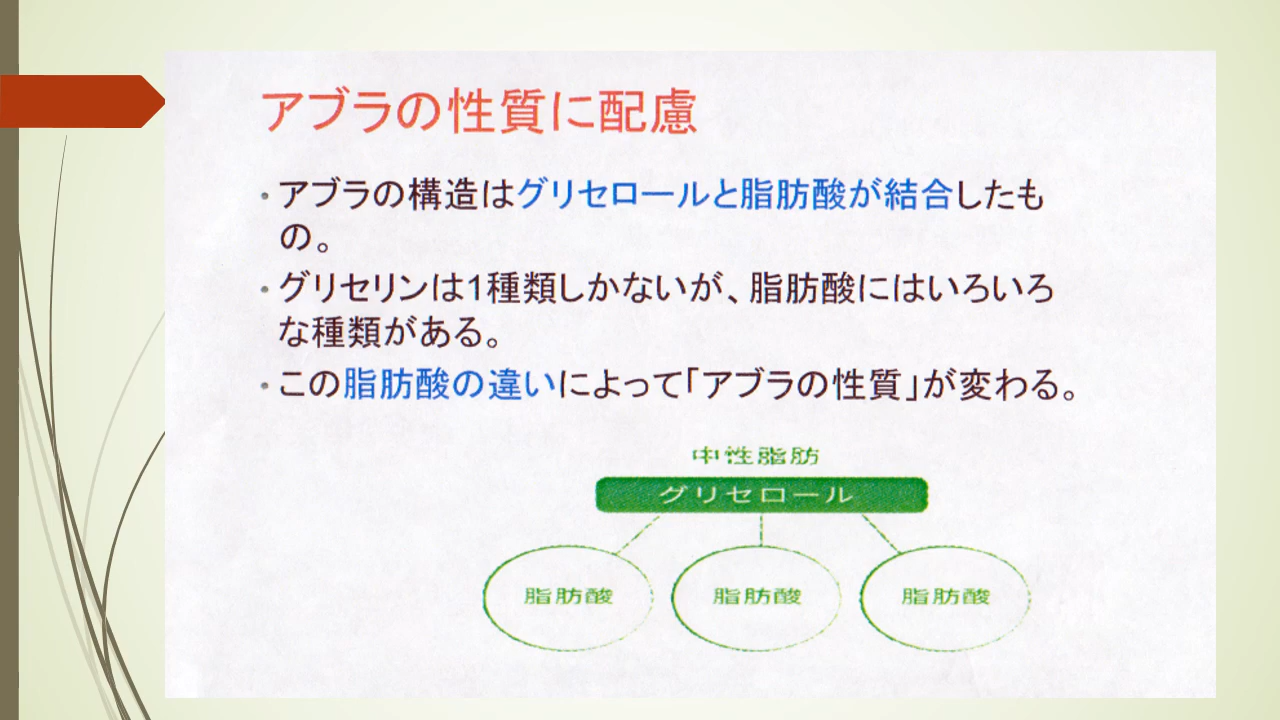 アブラの性質に配慮
・アブラの構造はグリセロールと脂肪酸が結合したも
の。
・グリセリンは1種類しかないが、脂肪酸にはいろいろ
な種類がある。
・この脂肪酸の違いによって「アブラの性質」が変わる。
中性脂肪
グリセロール
脂肪酸 脂肪酸 脂肪酸